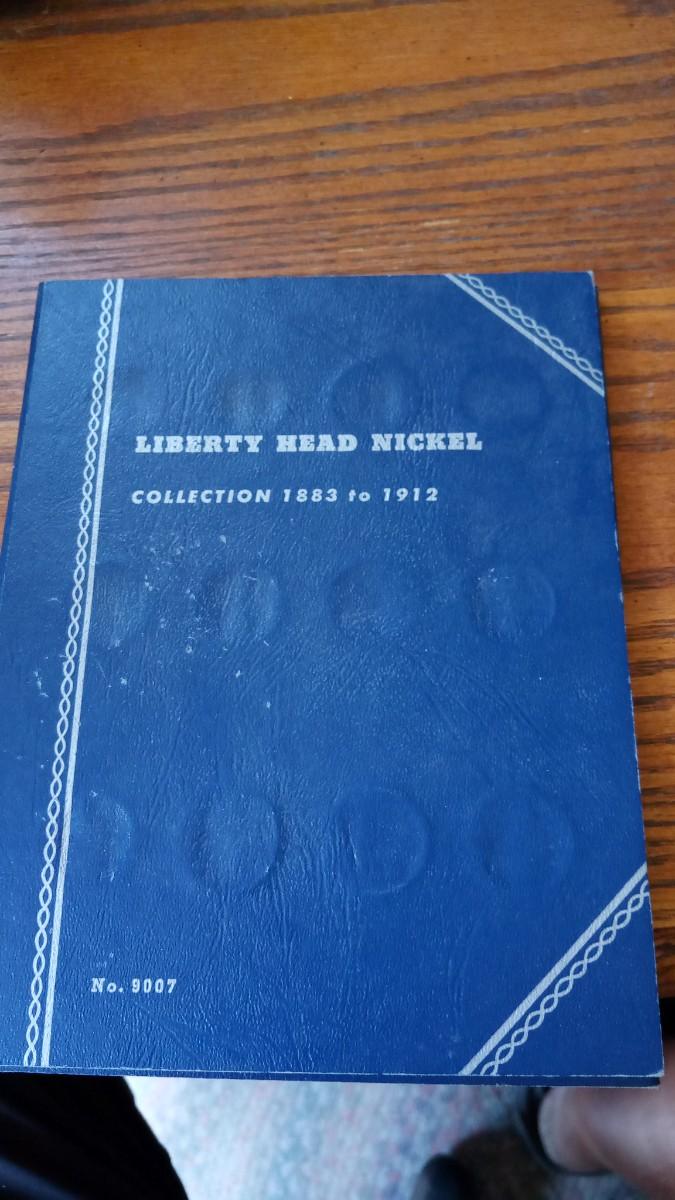 LIBERTY HEAD NICKEL
COLLECTION 1883 to 1912
No. 9007